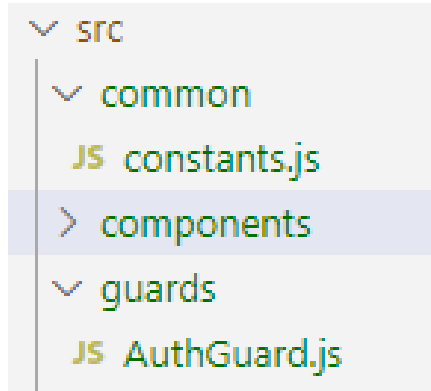 src
common
JS constants.js
components
guards
JS AuthGuard.js